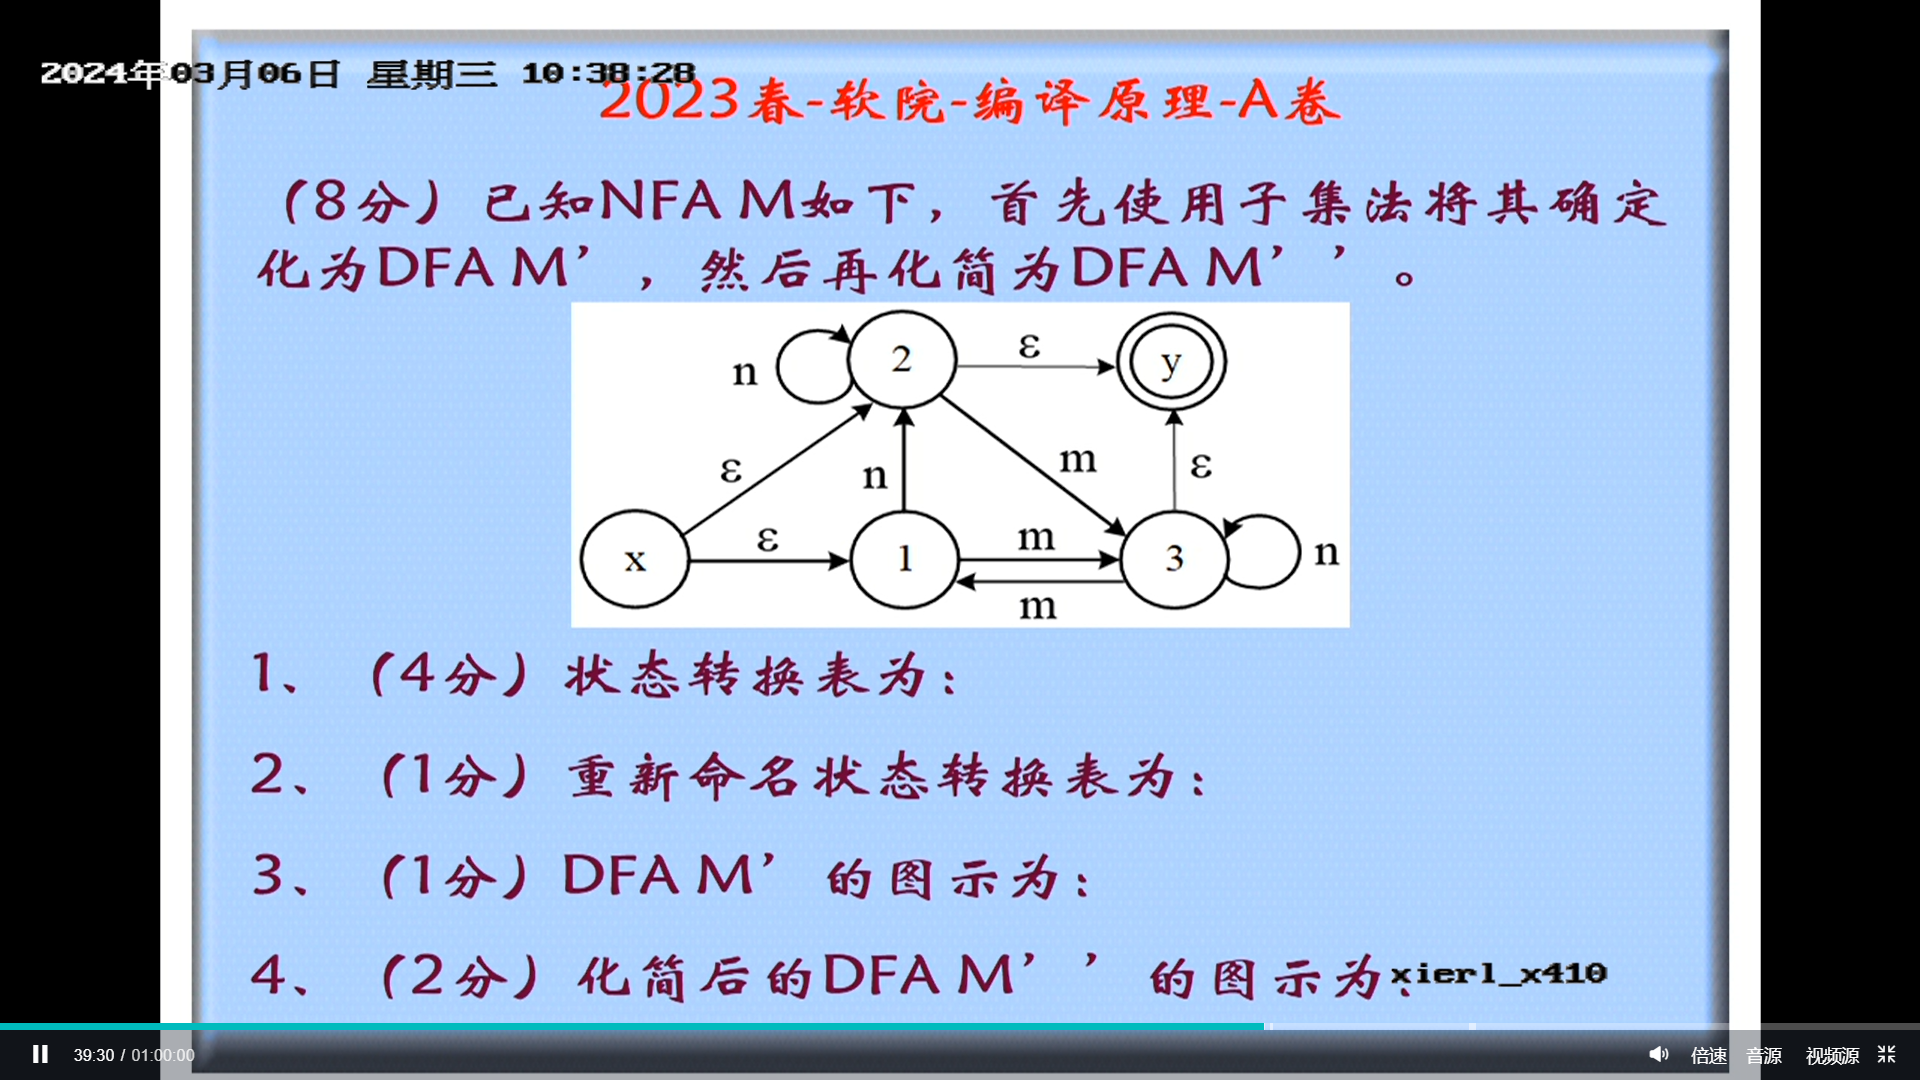 2024年03月06日 星期三 10:38:28
2023春-软院-编译原理-A卷
（8分）已知NFA M如下，首先使用子集法将其确定
化为DFA M’，然后再化简为DFA M’’。
n
2
ε
y
ε
n
m
ε
x
ε
1
m
m
3
n
1、（4分）状态转换表为：
2、（1分）重新命名状态转换表为：
3、（1分）DFA M’的图示为：
4、（2分）化简后的DFA M’’的图示为：
xierl_x410
39:30 / 01:00:00
倍速 音源 视频源